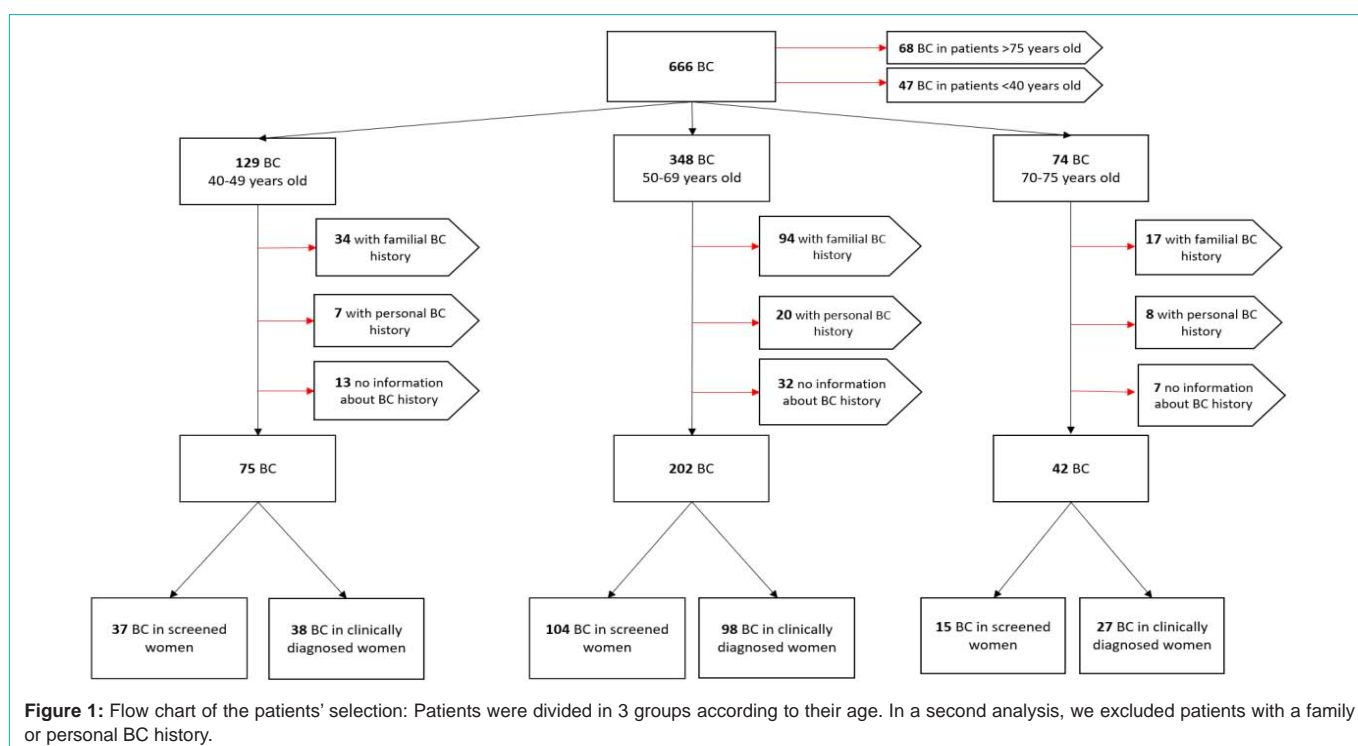 666 BC
68 BC in patients >75 years old
47 BC in patients <40 years old
129 BC
40-49 years old
348 BC
50-69 years old
74 BC
70-75 years old
34 with familial BC
history
94 with familial BC
history
17 with familial BC
history
7 with personal BC
history
20 with personal BC
history
8 with personal BC
history
13 no information
about BC history
32 no information
about BC history
7 no information
about BC history
75 BC
202 BC
42 BC
37 BC in screened
women
38 BC in clinically
diagnosed women
104 BC in screened
women
98 BC in clinically
diagnosed women
15 BC in screened
women
27 BC in clinically
diagnosed women
Figure 1: Flow chart of the patients’ selection: Patients were divided in 3 groups according to their age. In a second analysis, we excluded patients with a family
or personal BC history.